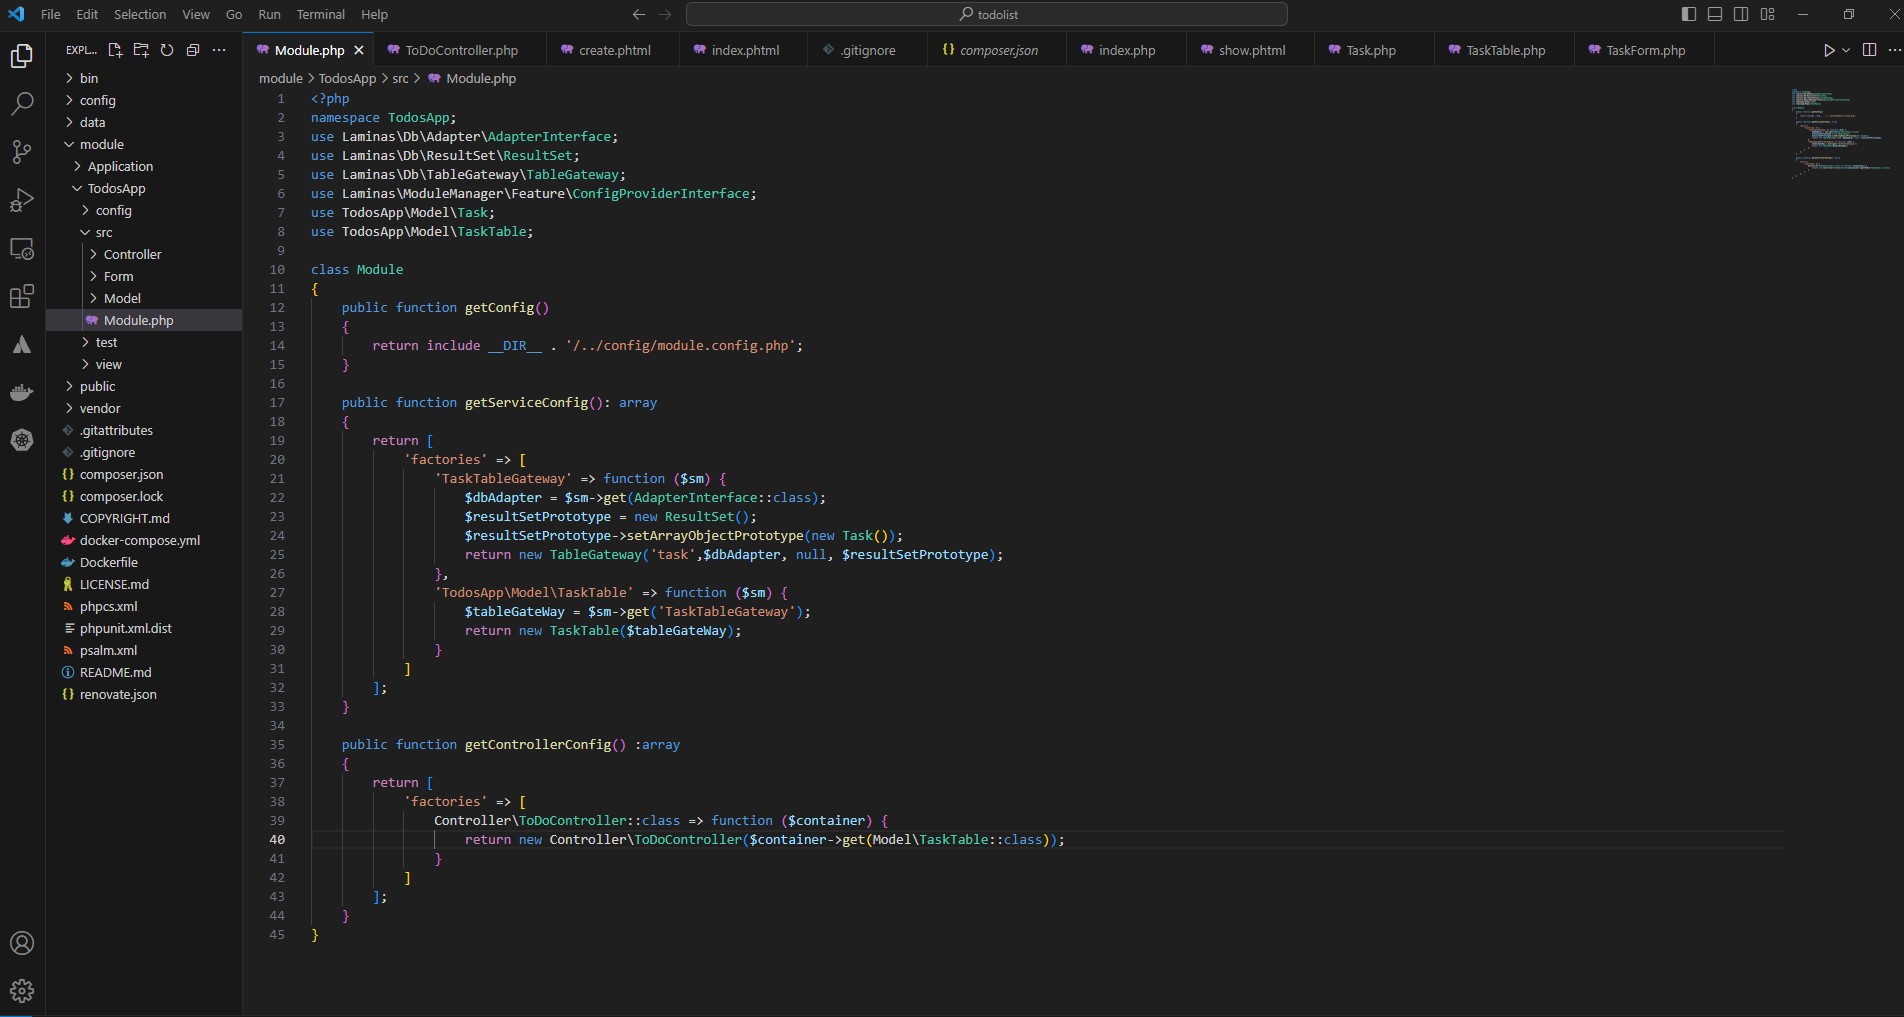 File Edit Selection View Go Run Terminal Help
todolist
EXPL...
Module.php ToDoController.php create.phtml index.phtml .gitignore composer.json index.php show.phtml Task.php TaskTable.php TaskForm.php
module > TodosApp > src > Module.php
bin
config
data
module
Application
TodosApp
config
src
Controller
Form
Model
Module.php
test
view
public
vendor
.gitattributes
.gitignore
composer.json
composer.lock
COPYRIGHT.md
docker-compose.yml
Dockerfile
LICENSE.md
phpcs.xml
phpunit.xml.dist
psalm.xml
README.md
renovate.json
1 <?php
2 namespace TodosApp;
3 use Laminas\Db\Adapter\AdapterInterface;
4 use Laminas\Db\ResultSet\ResultSet;
5 use Laminas\Db\TableGateway\TableGateway;
6 use Laminas\ModuleManager\Feature\ConfigProviderInterface;
7 use TodosApp\Model\Task;
8 use TodosApp\Model\TaskTable;
9
10 class Module
11 {
12 public function getConfig()
13 {
14 return include __DIR__ . '/../config/module.config.php';
15 }
16
17 public function getServiceConfig(): array
18 {
19 return [
20 'factories' => [
21 'TaskTableGateway' => function ($sm) {
22 $dbAdapter = $sm->get(AdapterInterface::class);
23 $resultSetPrototype = new ResultSet();
24 $resultSetPrototype->setArrayObjectPrototype(new Task());
25 return new TableGateway('task',$dbAdapter, null, $resultSetPrototype);
26 },
27 'TodosApp\Model\TaskTable' => function ($sm) {
28 $tableGateWay = $sm->get('TaskTableGateway');
29 return new TaskTable($tableGateWay);
30 }
31 ]
32 ];
33 }
34
35 public function getControllerConfig() :array
36 {
37 return [
38 'factories' => [
39 Controller\ToDoController::class => function ($container) {
40 return new Controller\ToDoController($container->get(Model\TaskTable::class));
41 }
42 ]
43 ];
44 }
45 }